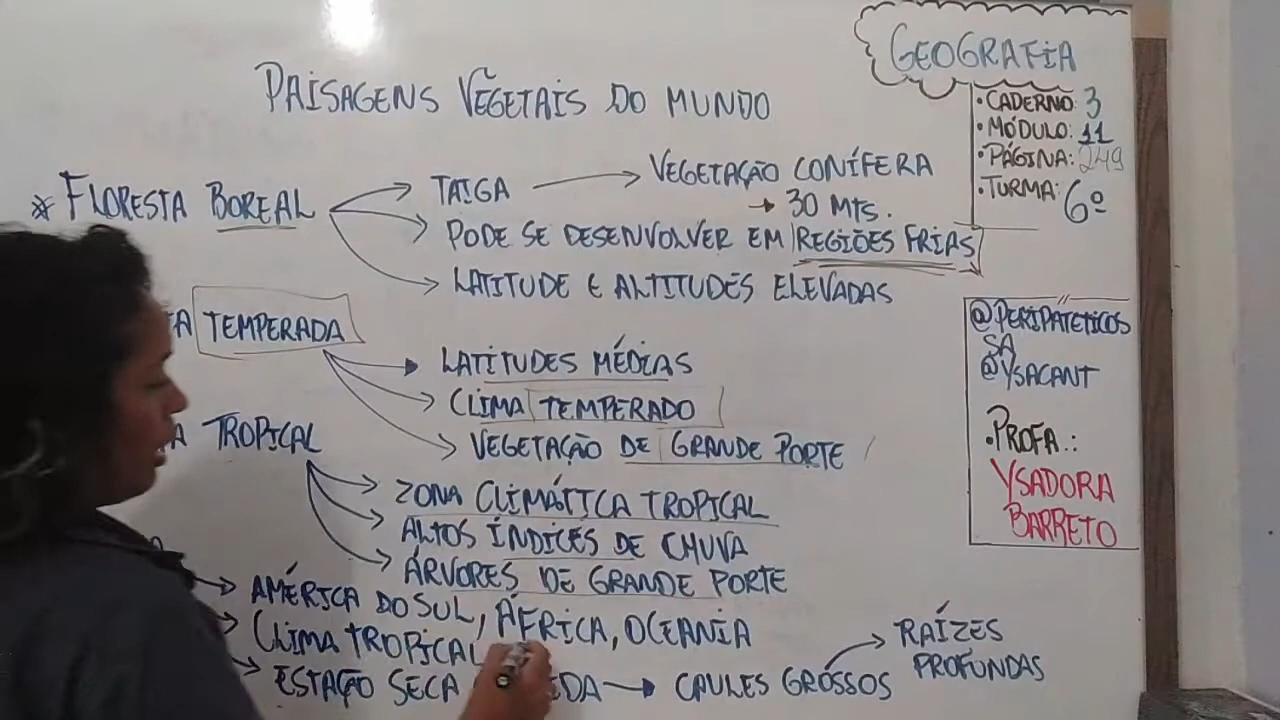 GEOGRAFIA
• CADERNO: 3
• MÓDULO: 11
• PÁGINA: 249
• TURMA: 6º
PAISAGENS VEGETAIS DO MUNDO
* FLORESTA BOREAL
TAIGA → VEGETAÇÃO CONÍFERA
→ 30 MTS.
PODE SE DESENVOLVER EM REGIÕES FRIAS
LATITUDE E ALTITUDES ELEVADAS
TEMPERADA
LATITUDES MÉDIAS
CLIMA TEMPERADO
VEGETAÇÃO DE GRANDE PORTE
TROPICAL
ZONA CLIMÁTICA TROPICAL
ALTOS ÍNDICES DE CHUVA
ÁRVORES DE GRANDE PORTE
AMÉRICA DO SUL, ÁFRICA, OCEANIA
CLIMA TROPICAL
ESTAÇÃO SECA → CAULES GROSSOS → RAÍZES
PROFUNDAS
@PERIPATETICOS
SA
@YSACANT
• PROFA.:
YSADORA
BARRETO